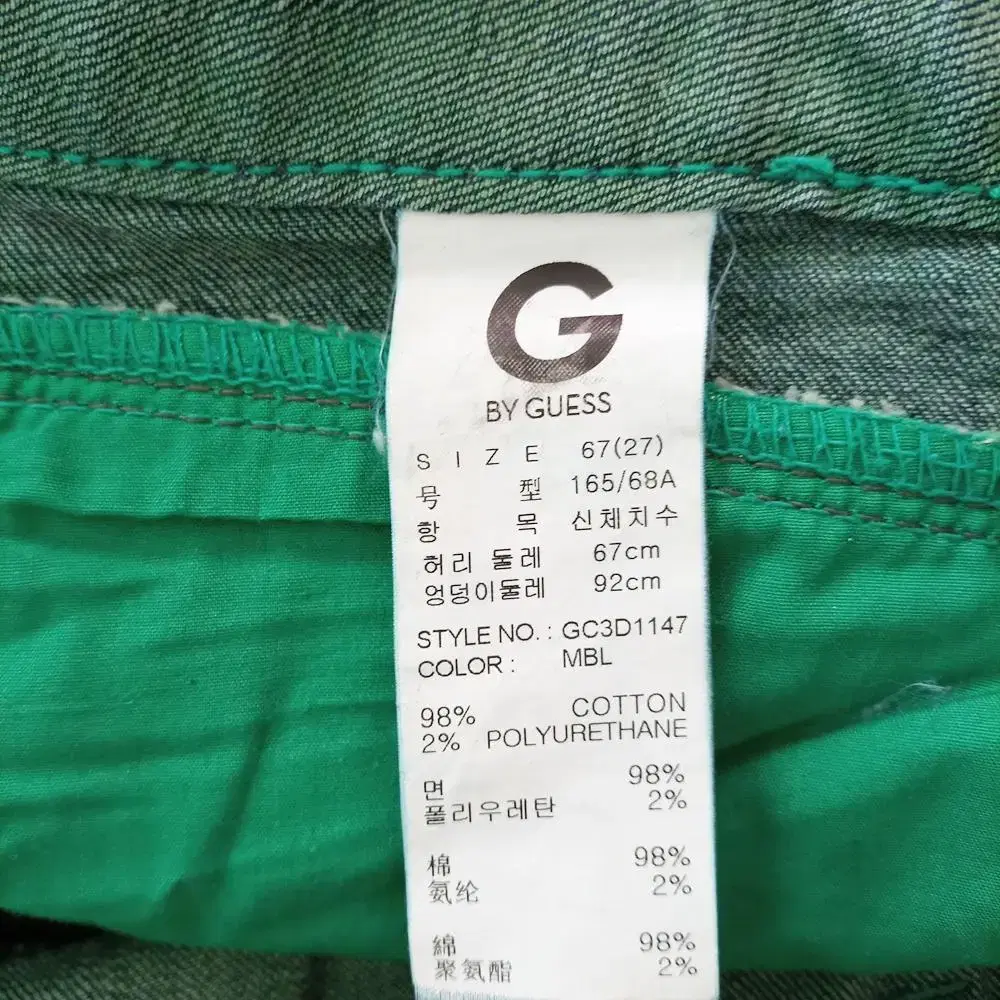 G
BY GUESS
SIZE 67(27)
号型 165/68A
항목 신체치수
허리 둘레 67cm
엉덩이둘레 92cm
STYLE NO. : GC3D1147
COLOR : MBL
98% COTTON
2% POLYURETHANE
면 98%
폴리우레탄 2%
棉 98%
氨纶 2%
綿 98%
聚氨酯 2%